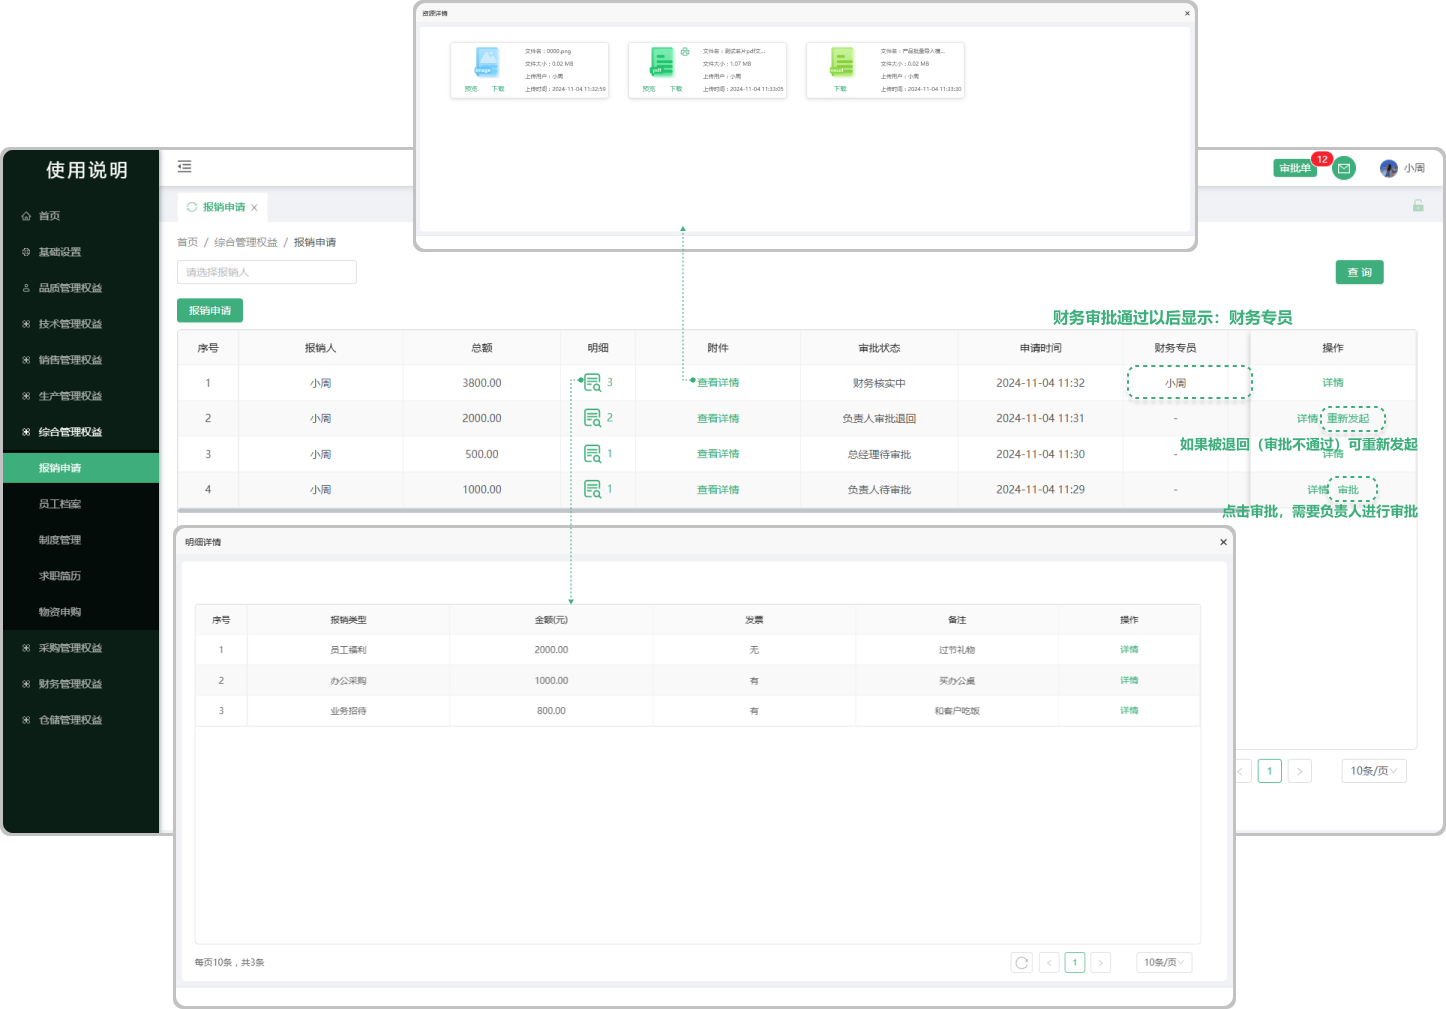 资源详情
文件名：0000.png
文件大小：0.02 MB
上传用户：小周
预览 下载 上传时间：2024-11-04 11:32:59
文件名：测试名片pdf文...
文件大小：1.07 MB
上传用户：小周
预览 下载 上传时间：2024-11-04 11:33:05
文件名：产品批量导入模...
文件大小：0.02 MB
上传用户：小周
下载 上传时间：2024-11-04 11:33:30
image
pdf
excel
使用说明
首页
基础设置
品质管理权益
技术管理权益
销售管理权益
生产管理权益
综合管理权益
报销申请
员工档案
制度管理
求职简历
物资申购
采购管理权益
财务管理权益
仓储管理权益
审批单 12 小周
报销申请
首页 / 综合管理权益 / 报销申请
请选择报销人
查 询
报销申请
财务审批通过以后显示：财务专员
序号 报销人 总额 明细 附件 审批状态 申请时间 财务专员 操作
1 小周 3800.00 3 查看详情 财务核实中 2024-11-04 11:32 小周 详情
2 小周 2000.00 2 查看详情 负责人审批退回 2024-11-04 11:31 - 详情 重新发起
如果被退回（审批不通过）可重新发起
3 小周 500.00 1 查看详情 总经理待审批 2024-11-04 11:30 - 详情
4 小周 1000.00 1 查看详情 负责人待审批 2024-11-04 11:29 - 详情 审批
点击审批，需要负责人进行审批
1 10条/页
明细详情
序号 报销类型 金额(元) 发票 备注 操作
1 员工福利 2000.00 无 过节礼物 详情
2 办公采购 1000.00 有 买办公桌 详情
3 业务招待 800.00 有 和客户吃饭 详情
每页10条，共3条
1 10条/页